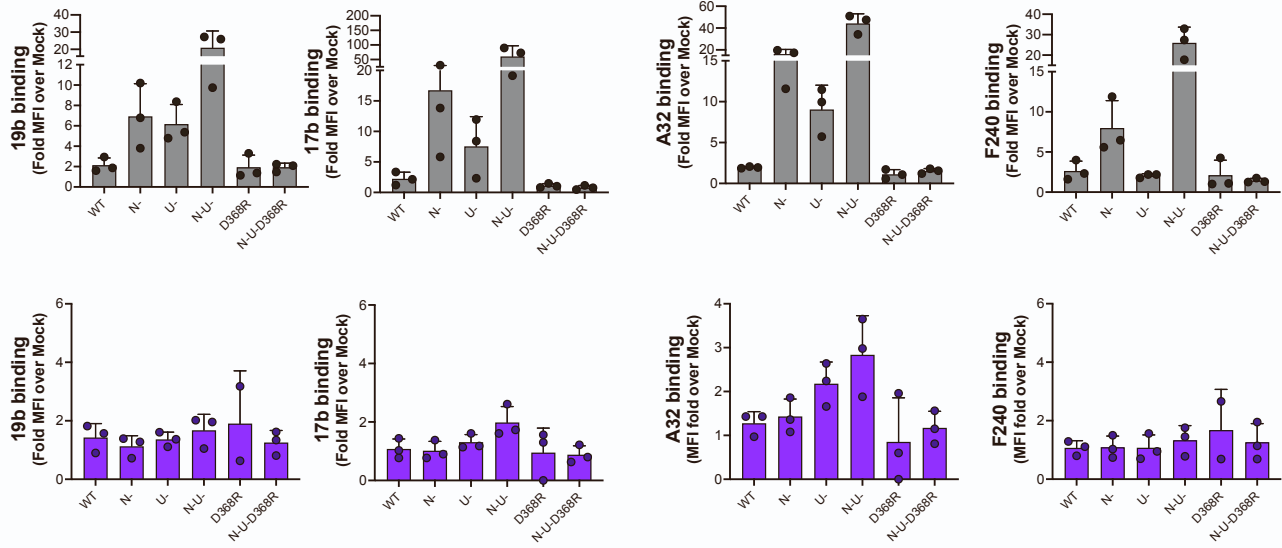 19b binding
(Fold MFI over Mock)
40
30
20
12
10
8
6
4
2
0
WT
N-
U-
N-U-
D368R
N-U-D368R
17b binding
(Fold MFI over Mock)
200
150
100
50
20
15
10
5
0
WT
N-
U-
N-U-
D368R
N-U-D368R
A32 binding
(Fold MFI over Mock)
60
40
20
15
10
5
0
WT
N-
U-
N-U-
D368R
N-U-D368R
F240 binding
(Fold MFI over Mock)
40
30
20
10
15
10
5
0
WT
N-
U-
N-U-
D368R
N-U-D368R
19b binding
(Fold MFI over Mock)
6
4
2
0
WT
N-
U-
N-U-
D368R
N-U-D368R
17b binding
(Fold MFI over Mock)
6
4
2
0
WT
N-
U-
N-U-
D368R
N-U-D368R
A32 binding
(MFI fold over Mock)
4
3
2
1
0
WT
N-
U-
N-U-
D368R
N-U-D368R
F240 binding
(MFI fold over Mock)
6
4
2
0
WT
N-
U-
N-U-
D368R
N-U-D368R